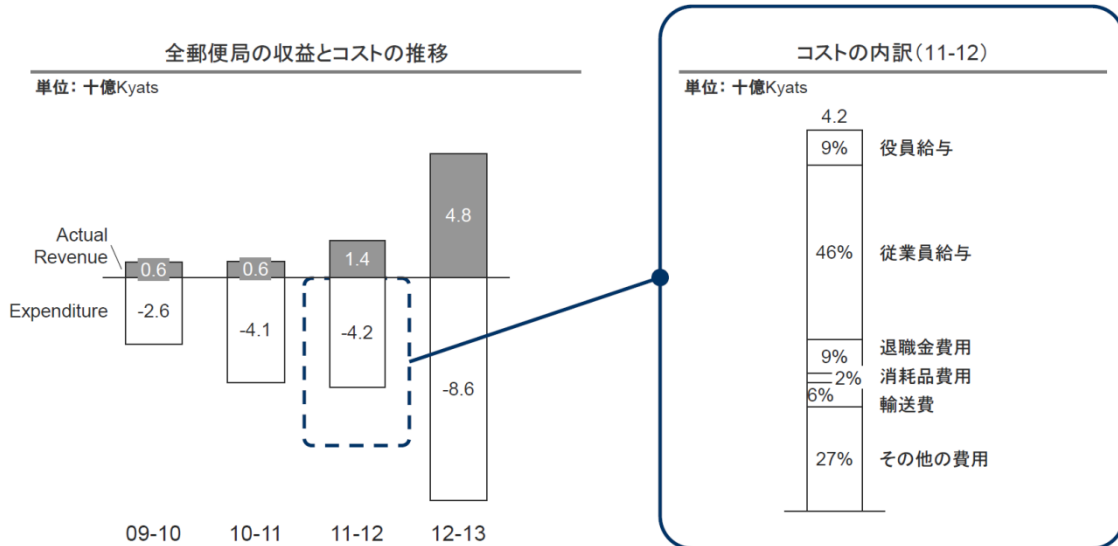 全郵便局の収益とコストの推移
単位：十億Kyats
Actual
Revenue
Expenditure
0.6
0.6
1.4
4.8
-2.6
-4.1
-4.2
-8.6
09-10
10-11
11-12
12-13
コストの内訳（11-12）
単位：十億Kyats
4.2
9% 役員給与
46% 従業員給与
9% 退職金費用
2% 消耗品費用
6% 輸送費
27% その他の費用